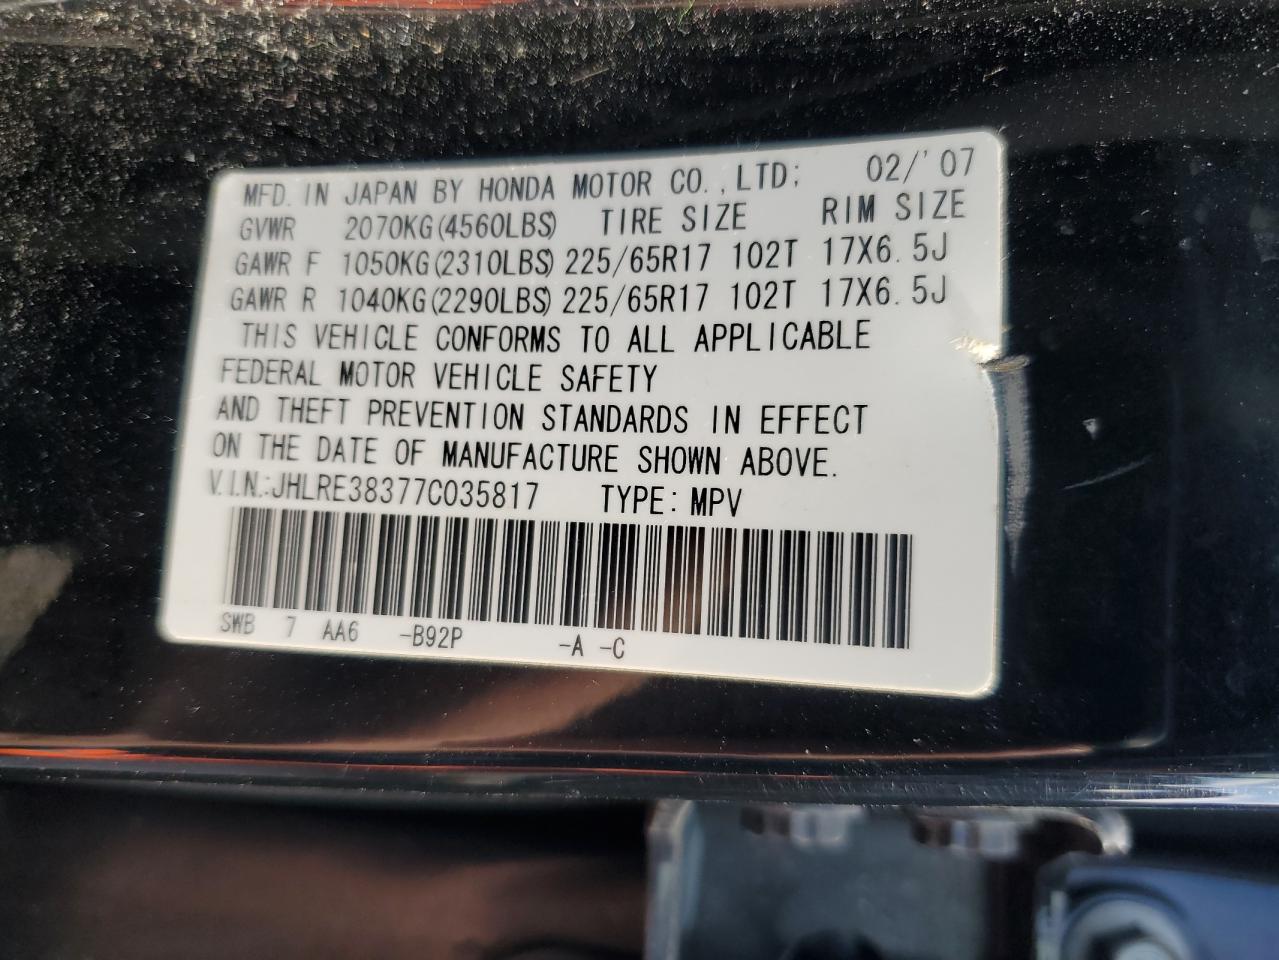 MFD. IN JAPAN BY HONDA MOTOR CO., LTD; 02/'07
GVWR 2070KG(4560LBS) TIRE SIZE RIM SIZE
GAWR F 1050KG(2310LBS) 225/65R17 102T 17X6.5J
GAWR R 1040KG(2290LBS) 225/65R17 102T 17X6.5J
THIS VEHICLE CONFORMS TO ALL APPLICABLE
FEDERAL MOTOR VEHICLE SAFETY
AND THEFT PREVENTION STANDARDS IN EFFECT
ON THE DATE OF MANUFACTURE SHOWN ABOVE.
V.I.N.:JHLRE38377C035817 TYPE: MPV
SWB 7 AA6 -B92P -A -C